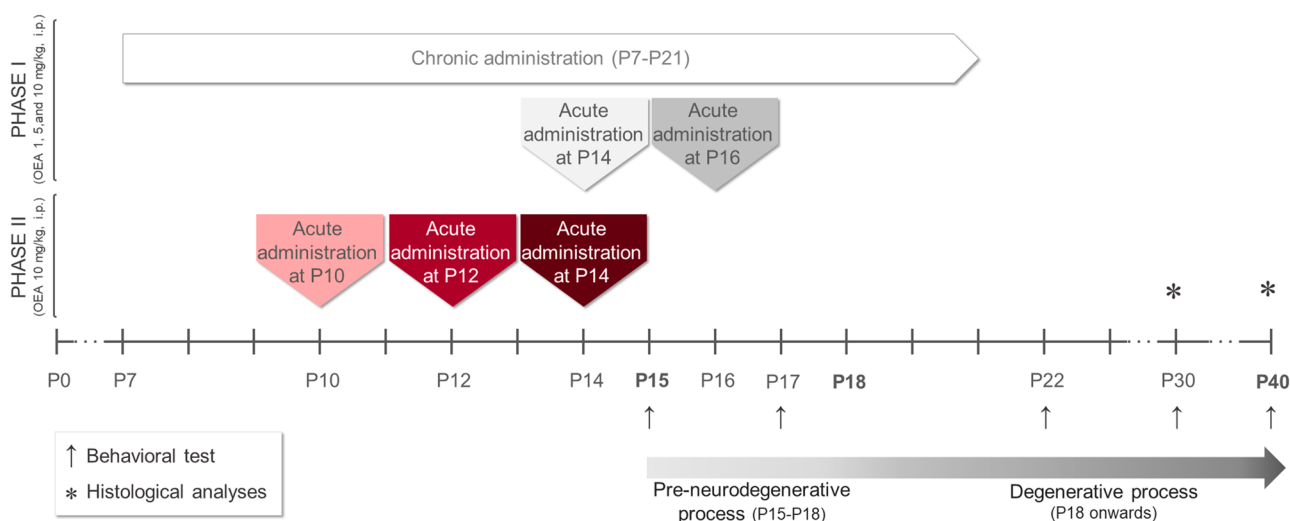 PHASE I
(OEA 1, 5,and 10 mg/kg, i.p.)
Chronic administration (P7-P21)
Acute
administration
at P14
Acute
administration
at P16
PHASE II
(OEA 10 mg/kg, i.p.)
Acute
administration
at P10
Acute
administration
at P12
Acute
administration
at P14
* *
P0 P7 P10 P12 P14 P15 P16 P17 P18 P22 P30 P40
↑ ↑ ↑ ↑ ↑
↑ Behavioral test
* Histological analyses
Pre-neurodegenerative
process (P15-P18)
Degenerative process
(P18 onwards)